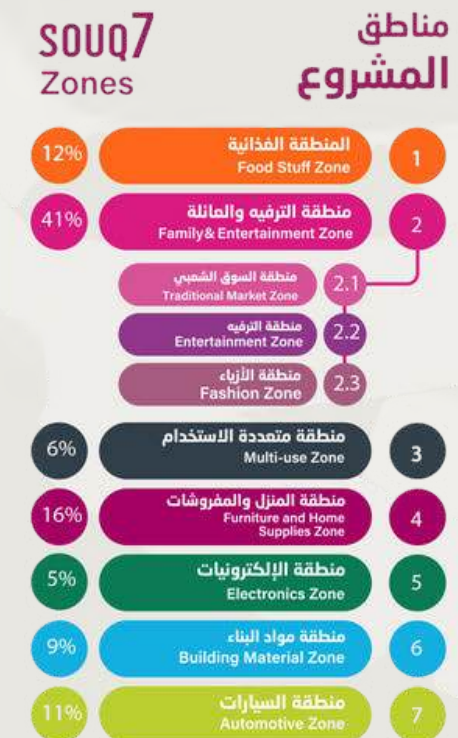 SOUQ7
Zones
مناطق
المشروع
12%
المنطقة الغذائية
Food Stuff Zone
1
41%
منطقة الترفيه والعائلة
Family& Entertainment Zone
2
منطقة السوق الشعبي
Traditional Market Zone
2.1
منطقة الترفيه
Entertainment Zone
2.2
منطقة الأزياء
Fashion Zone
2.3
6%
منطقة متعددة الاستخدام
Multi-use Zone
3
16%
منطقة المنزل والمفروشات
Furniture and Home
Supplies Zone
4
5%
منطقة الإلكترونيات
Electronics Zone
5
9%
منطقة مواد البناء
Building Material Zone
6
11%
منطقة السيارات
Automotive Zone
7